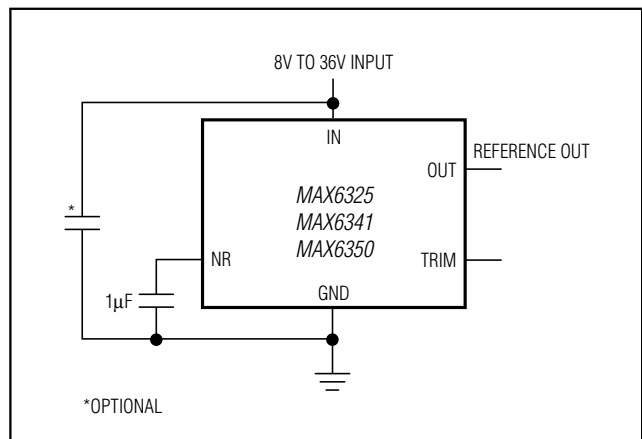 8V TO 36V INPUT
IN
REFERENCE OUT
OUT
MAX6325
MAX6341
MAX6350
*
NR
TRIM
1µF
GND
*OPTIONAL